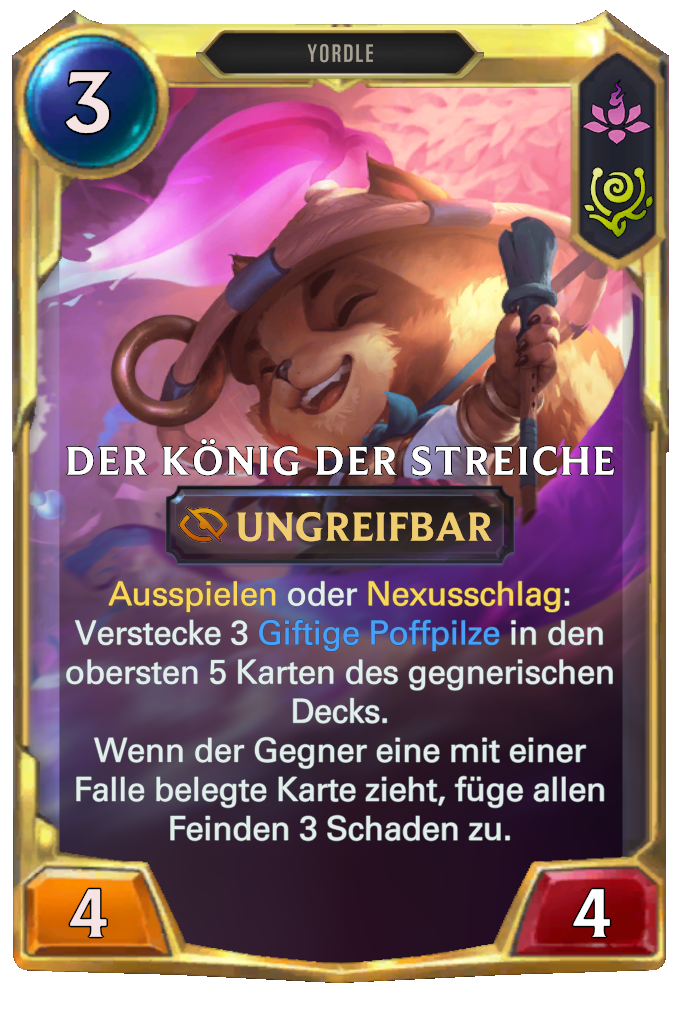 YORDLE
3
DER KÖNIG DER STREICHE
UNGREIFBAR
Ausspielen oder Nexusschlag:
Verstecke 3 Giftige Poffpilze in den
obersten 5 Karten des gegnerischen
Decks.
Wenn der Gegner eine mit einer
Falle belegte Karte zieht, füge allen
Feinden 3 Schaden zu.
4
4